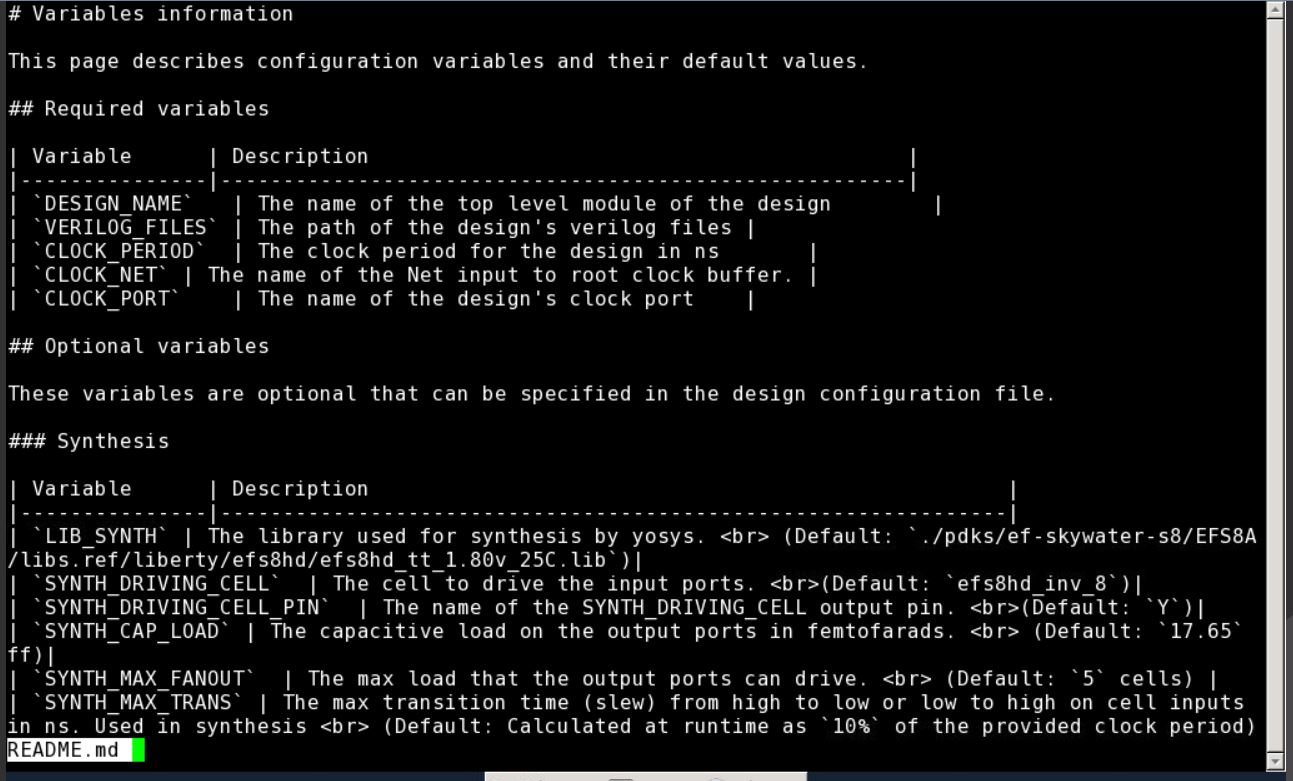 # Variables information
This page describes configuration variables and their default values.
## Required variables
| Variable      | Description                                            |
|---------------|-------------------------------------------------------|
| `DESIGN_NAME`   | The name of the top level module of the design        |
| `VERILOG_FILES` | The path of the design's verilog files |
| `CLOCK_PERIOD`  | The clock period for the design in ns       |
| `CLOCK_NET` | The name of the Net input to root clock buffer. |
| `CLOCK_PORT`    | The name of the design's clock port    |
## Optional variables
These variables are optional that can be specified in the design configuration file.
### Synthesis
| Variable      | Description                                                    |
|---------------|---------------------------------------------------------------|
| `LIB_SYNTH` | The library used for synthesis by yosys. <br> (Default: `./pdks/ef-skywater-s8/EFS8A
/libs.ref/liberty/efs8hd/efs8hd_tt_1.80v_25C.lib`)|
| `SYNTH_DRIVING_CELL`  | The cell to drive the input ports. <br>(Default: `efs8hd_inv_8`)|
| `SYNTH_DRIVING_CELL_PIN`  | The name of the SYNTH_DRIVING_CELL output pin. <br>(Default: `Y`)|
| `SYNTH_CAP_LOAD` | The capacitive load on the output ports in femtofarads. <br> (Default: `17.65`
ff)|
| `SYNTH_MAX_FANOUT`  | The max load that the output ports can drive. <br> (Default: `5` cells) |
| `SYNTH_MAX_TRANS` | The max transition time (slew) from high to low or low to high on cell inputs
in ns. Used in synthesis <br> (Default: Calculated at runtime as `10%` of the provided clock period)
README.md